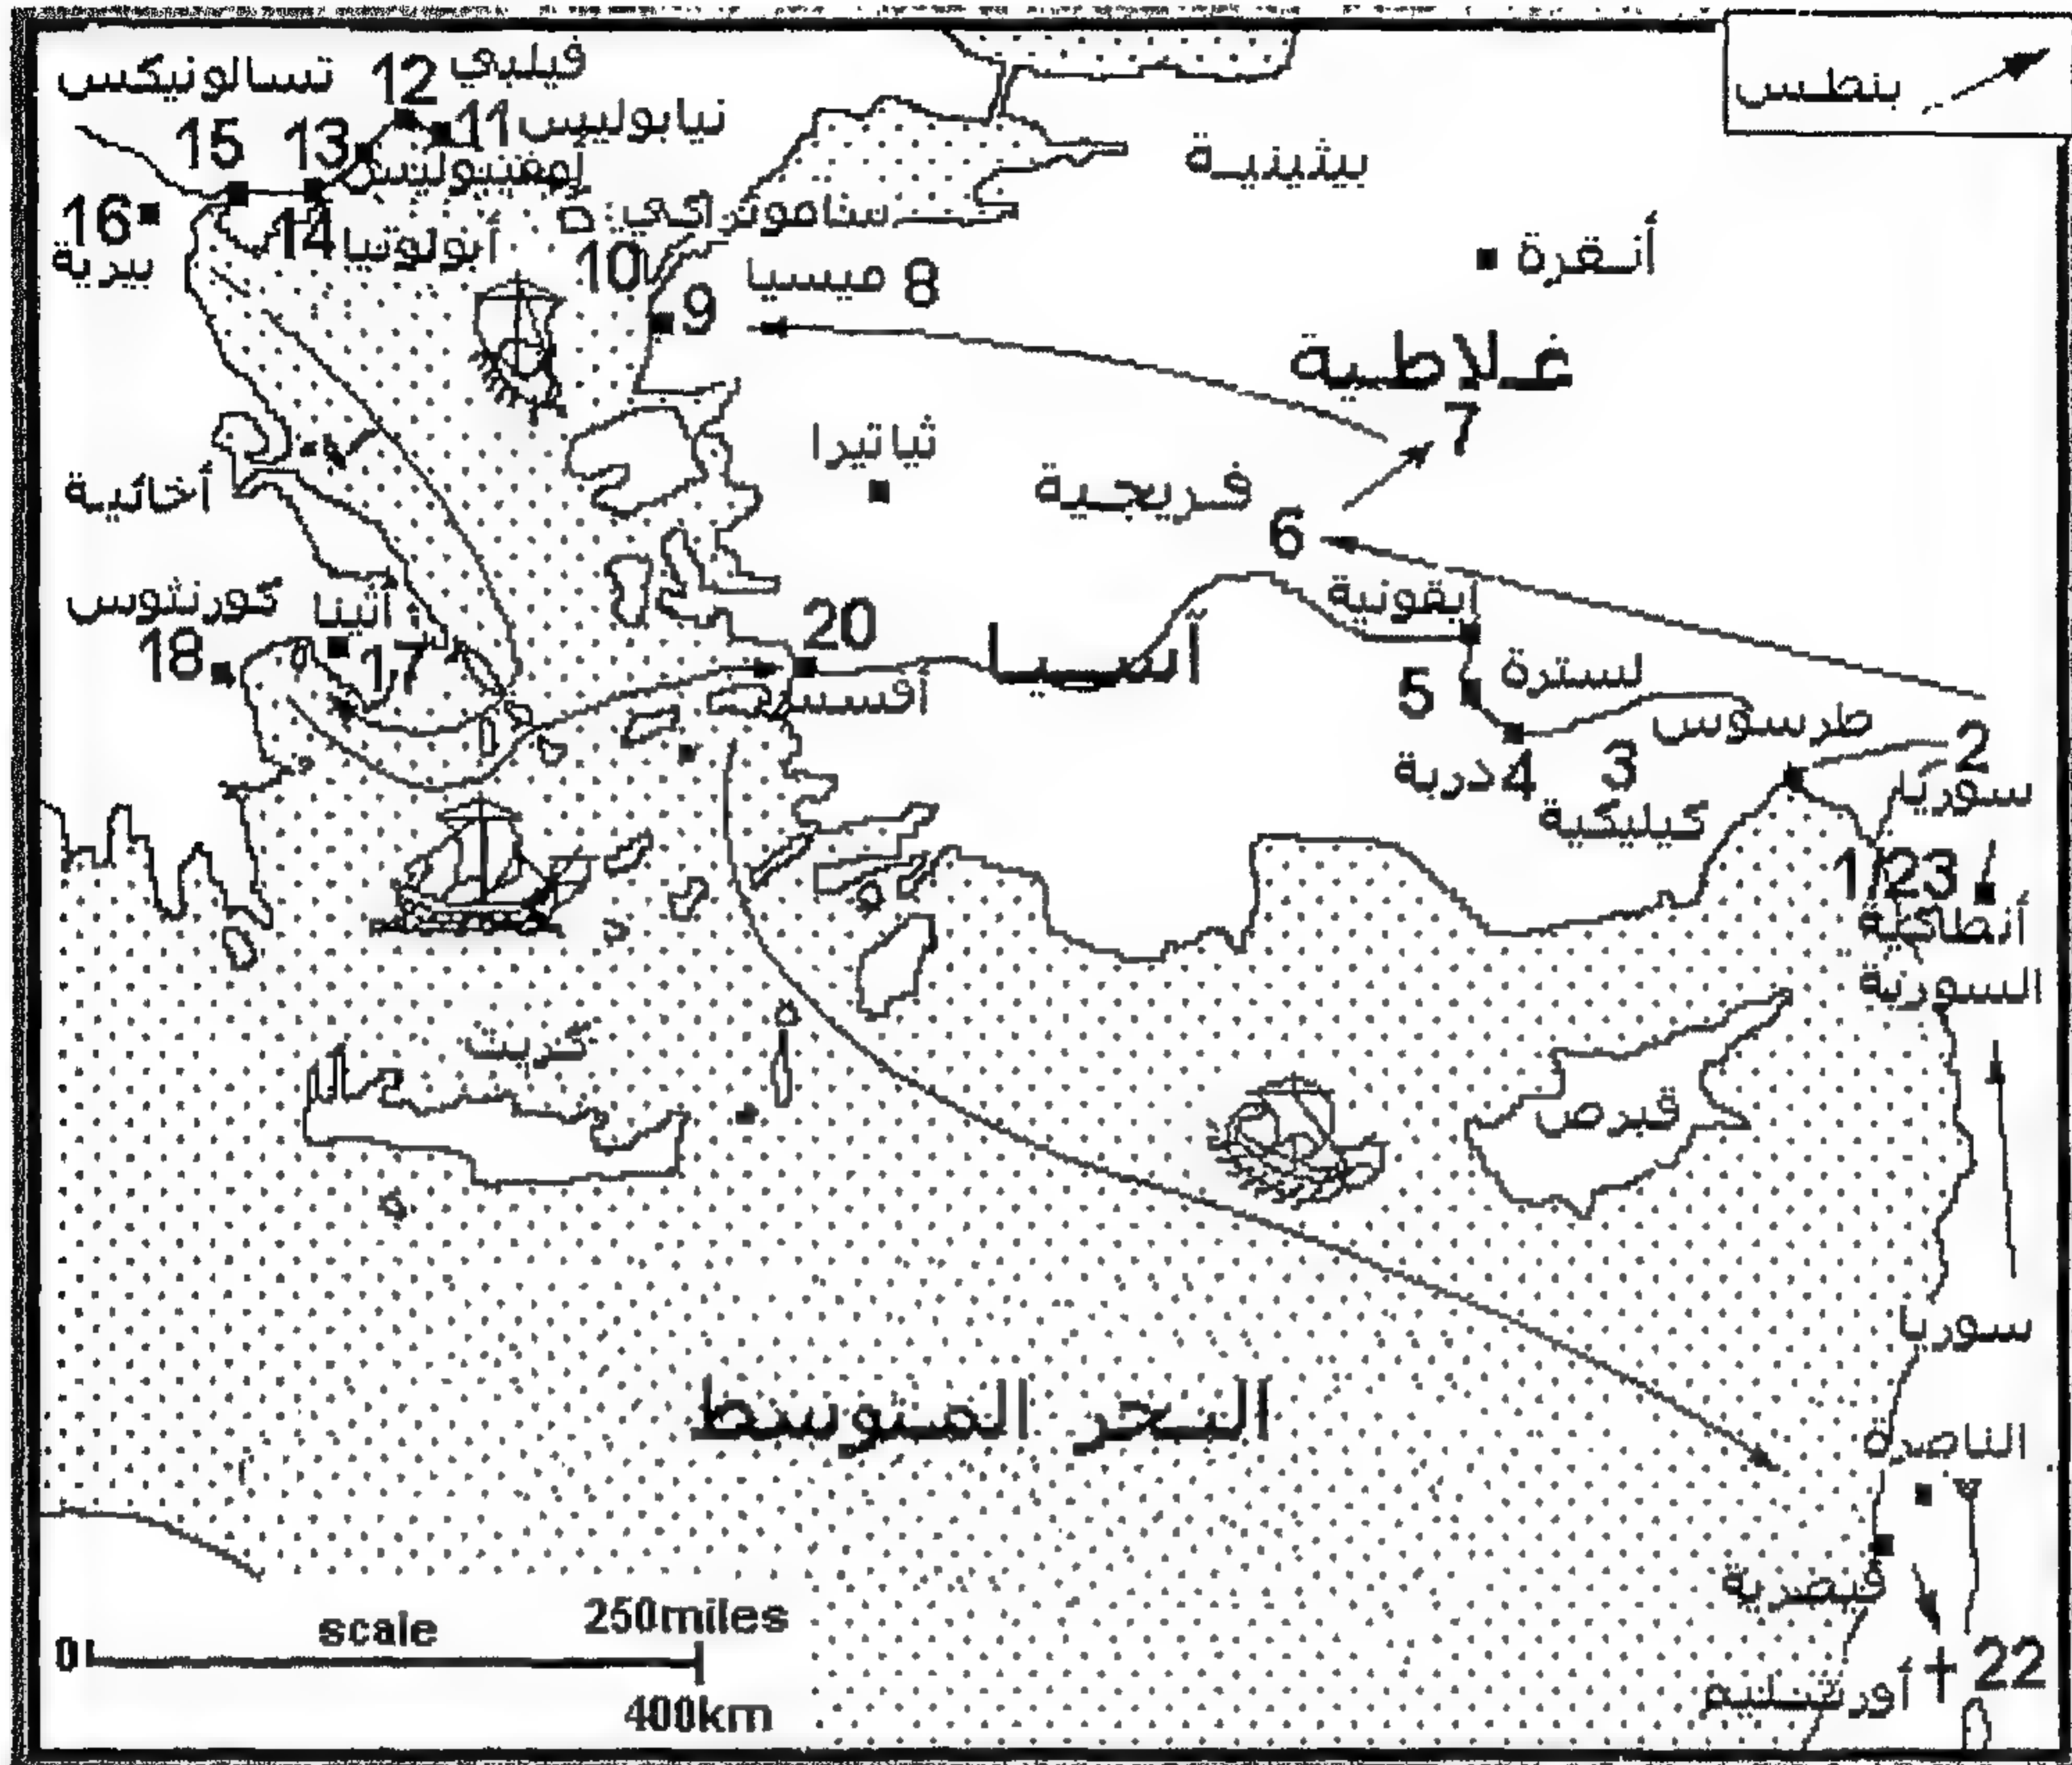 بنطس
فيلبي
12
تسالونيكس
نيابوليس
11
13
15
أمفيبوليس
بيثينية
ساموتراكي
16
14
أبولونيا
بيرية
10
أنقرة
ميسيا
8
9
غلاطية
7
ثياتيرا
فريجية
6
أخائية
إيقونية
كورنثوس
أثينا
18
17
20
آسيا
لسترة
5
أفسس
طرسوس
2
3
دربة
4
سوريا
كيليكية
1/23
أنطاكية
السورية
كريت
قبرص
سوريا
البحر المتوسط
الناصرة
قيصرية
scale
250miles
0
400km
22
أورشليم